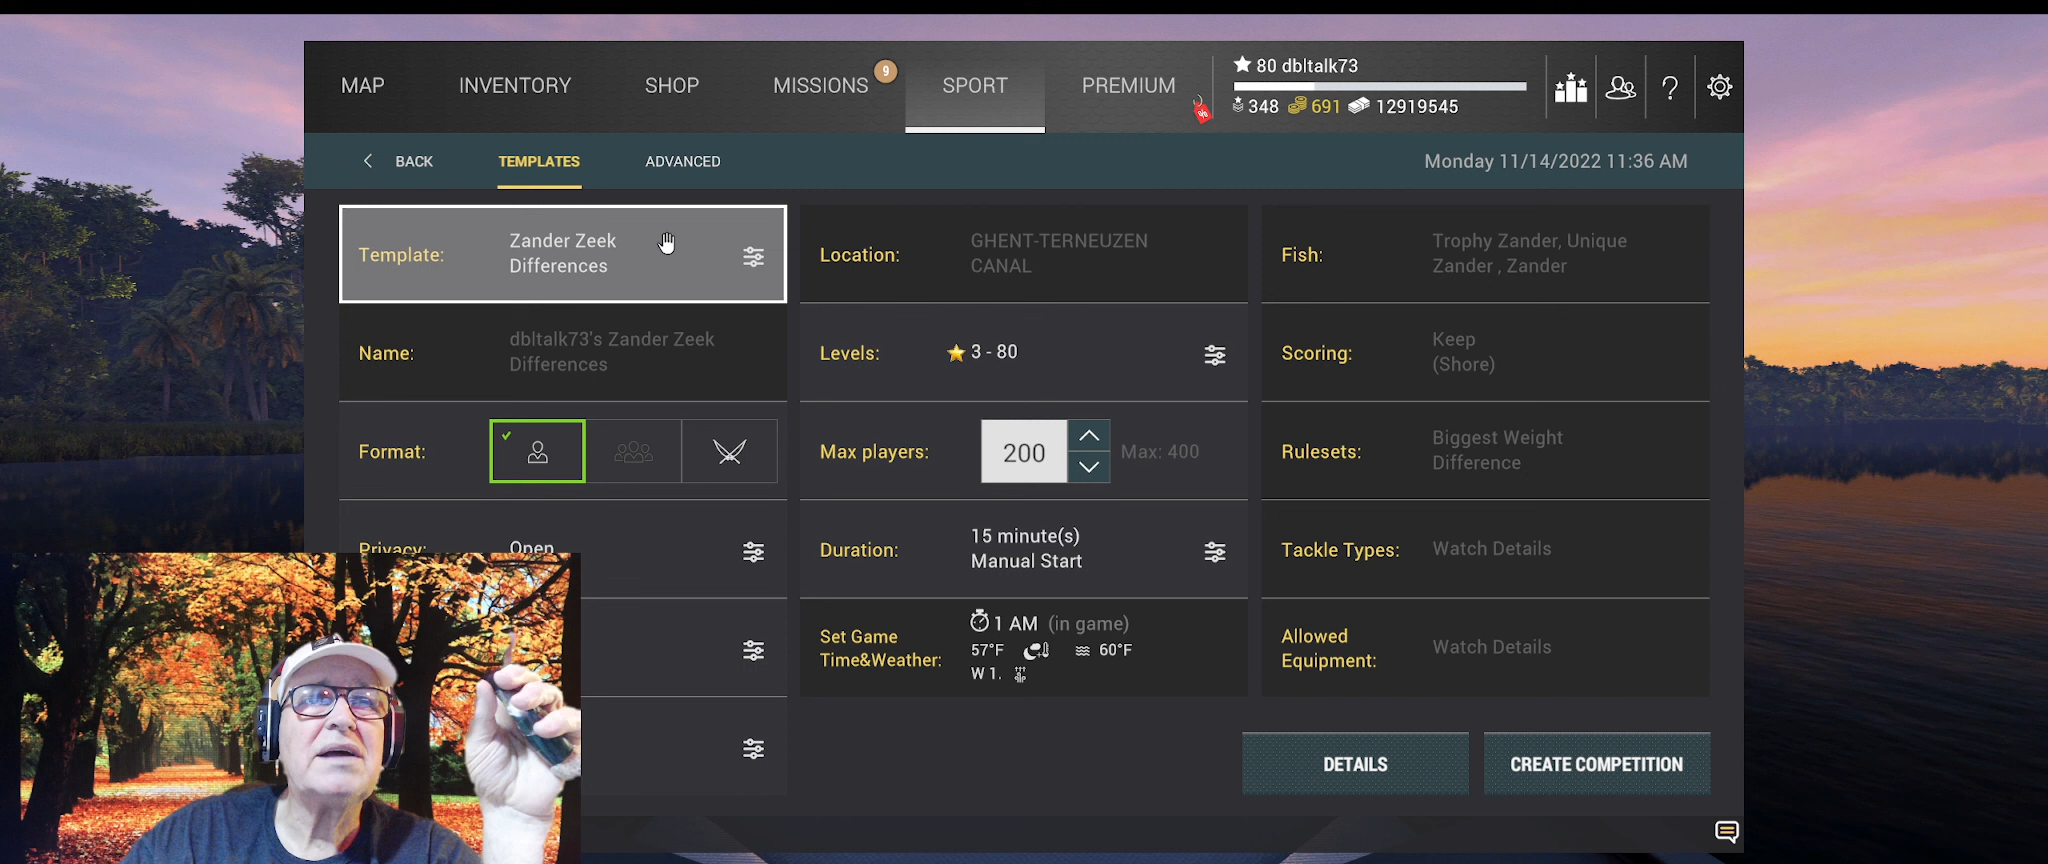 MAP
INVENTORY
SHOP
MISSIONS
9
SPORT
PREMIUM
80 dbltalk73
348 691 12919545
?
BACK
TEMPLATES
ADVANCED
Monday 11/14/2022 11:36 AM
Template:
Zander Zeek
Differences
Name:
dbltalk73's Zander Zeek
Differences
Format:
Privacy:
Open
Location:
GHENT-TERNEUZEN
CANAL
Levels:
3 - 80
Max players:
200
Max: 400
Duration:
15 minute(s)
Manual Start
Set Game
Time&Weather:
1 AM (in game)
57°F
60°F
W 1.
Fish:
Trophy Zander, Unique
Zander , Zander
Scoring:
Keep
(Shore)
Rulesets:
Biggest Weight
Difference
Tackle Types:
Watch Details
Allowed
Equipment:
Watch Details
DETAILS
CREATE COMPETITION